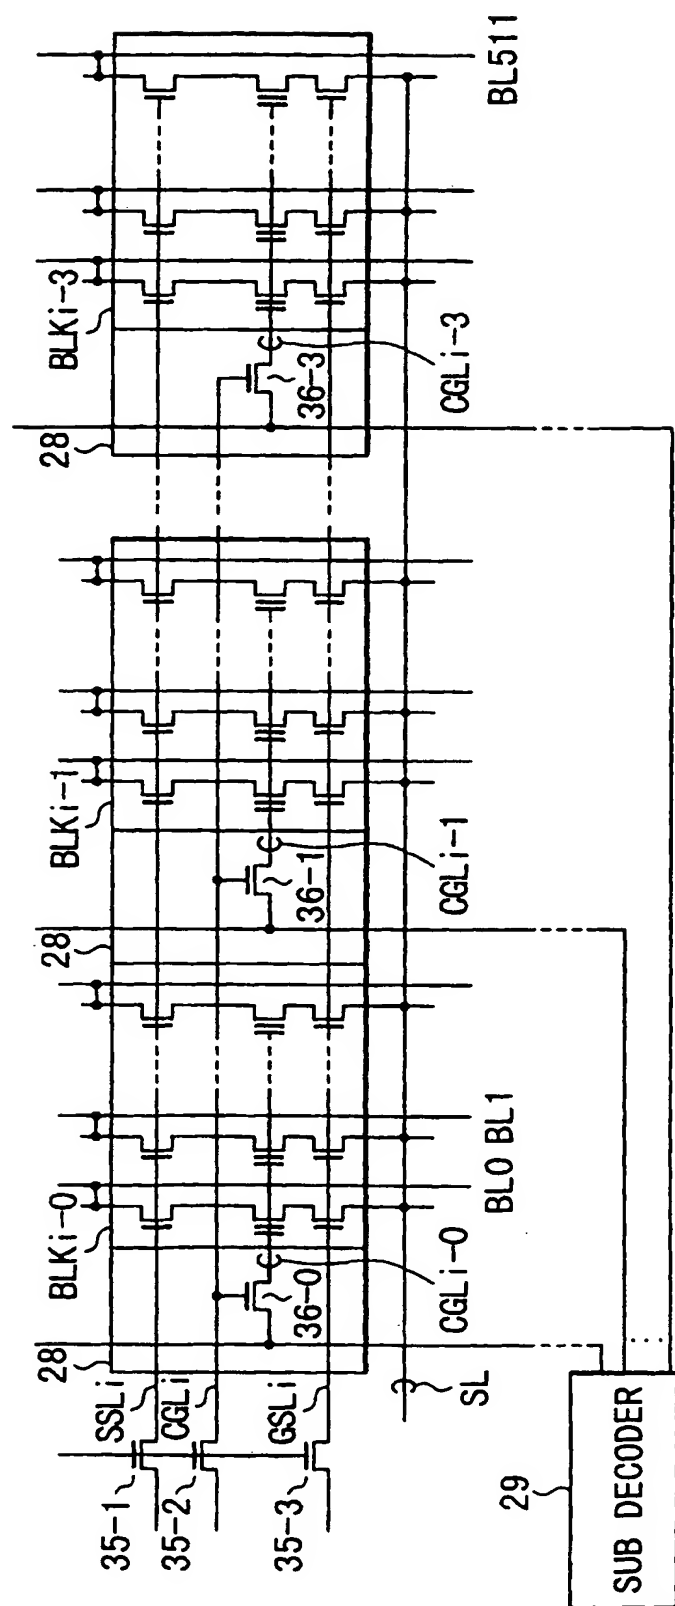 35-1
35-2
35-3
SSLi
CGLi
GSLi
28
BLKi-0
36-0
CGLi-0
BL0 BL1
SL
28
BLKi-1
36-1
CGLi-1
28
BLKi-3
36-3
CGLi-3
BL511
29
SUB DECODER